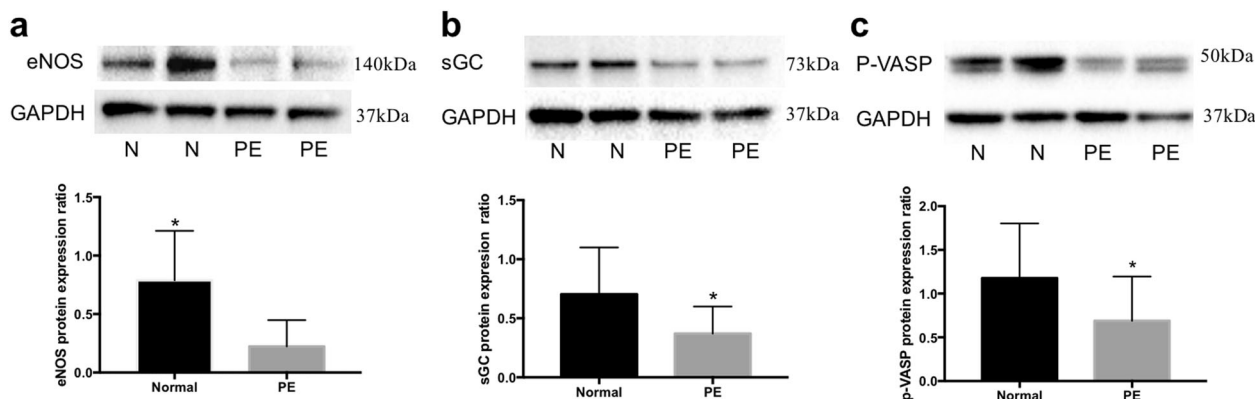 a
eNOS
140kDa
GAPDH
37kDa
N N PE PE
eNOS protein expression ratio
1.5
*
1.0
0.5
0.0
Normal PE
b
sGC
73kDa
GAPDH
37kDa
N N PE PE
sGC protein expression ratio
1.5
1.0
*
0.5
0.0
Normal PE
c
P-VASP
50kDa
GAPDH
37kDa
N N PE PE
p-VASP protein expression ratio
2.0
1.5
*
1.0
0.5
0.0
Normal PE